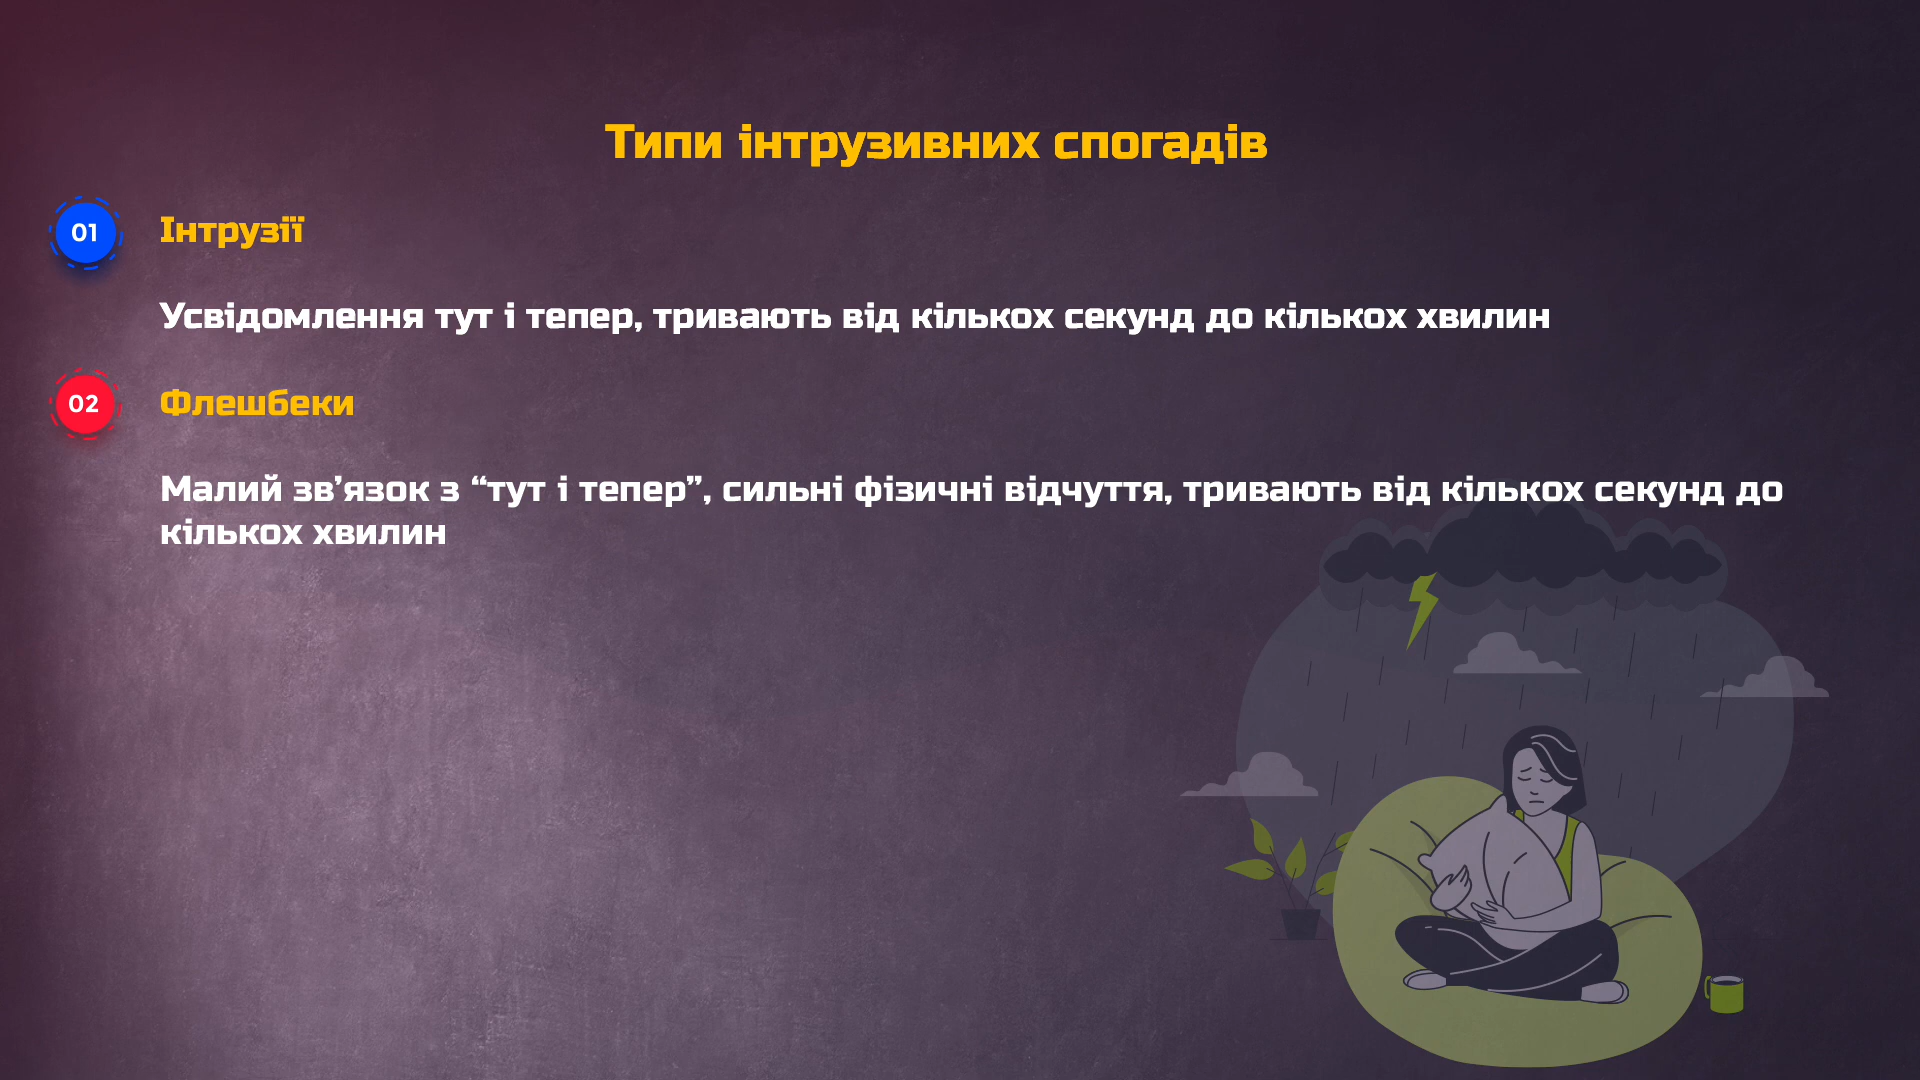 Типи інтрузивних спогадів
01
Інтрузії
Усвідомлення тут і тепер, тривають від кількох секунд до кількох хвилин
02
Флешбеки
Малий зв’язок з “тут і тепер”, сильні фізичні відчуття, тривають від кількох секунд до
кількох хвилин